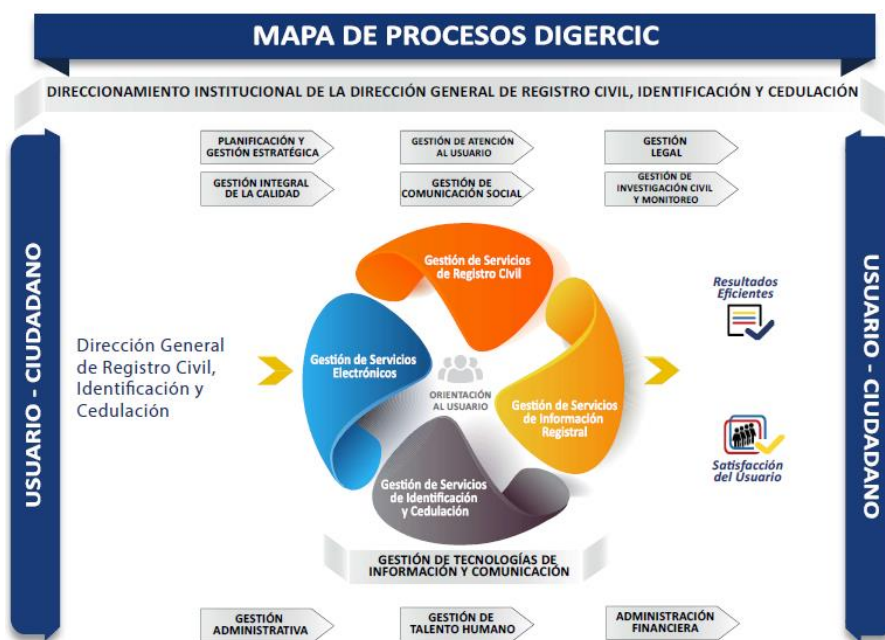 MAPA DE PROCESOS DIGERCIC
DIRECCIONAMIENTO INSTITUCIONAL DE LA DIRECCIÓN GENERAL DE REGISTRO CIVIL, IDENTIFICACIÓN Y CEDULACIÓN
USUARIO - CIUDADANO
PLANIFICACIÓN Y
GESTIÓN ESTRATÉGICA
GESTIÓN DE ATENCIÓN
AL USUARIO
GESTIÓN
LEGAL
GESTIÓN INTEGRAL
DE LA CALIDAD
GESTIÓN DE
COMUNICACIÓN SOCIAL
GESTIÓN DE
INVESTIGACIÓN CIVIL
Y MONITOREO
Dirección General
de Registro Civil,
Identificación y
Cedulación
Gestión de Servicios
de Registro Civil
Gestión de Servicios
Electrónicos
ORIENTACIÓN
AL USUARIO
Gestión de Servicios
de Información
Registral
Gestión de Servicios
de Identificación
y Cedulación
Resultados
Eficientes
Satisfacción
del Usuario
USUARIO - CIUDADANO
GESTIÓN DE TECNOLOGÍAS DE
INFORMACIÓN Y COMUNICACIÓN
GESTIÓN
ADMINISTRATIVA
GESTIÓN DE
TALENTO HUMANO
ADMINISTRACIÓN
FINANCIERA